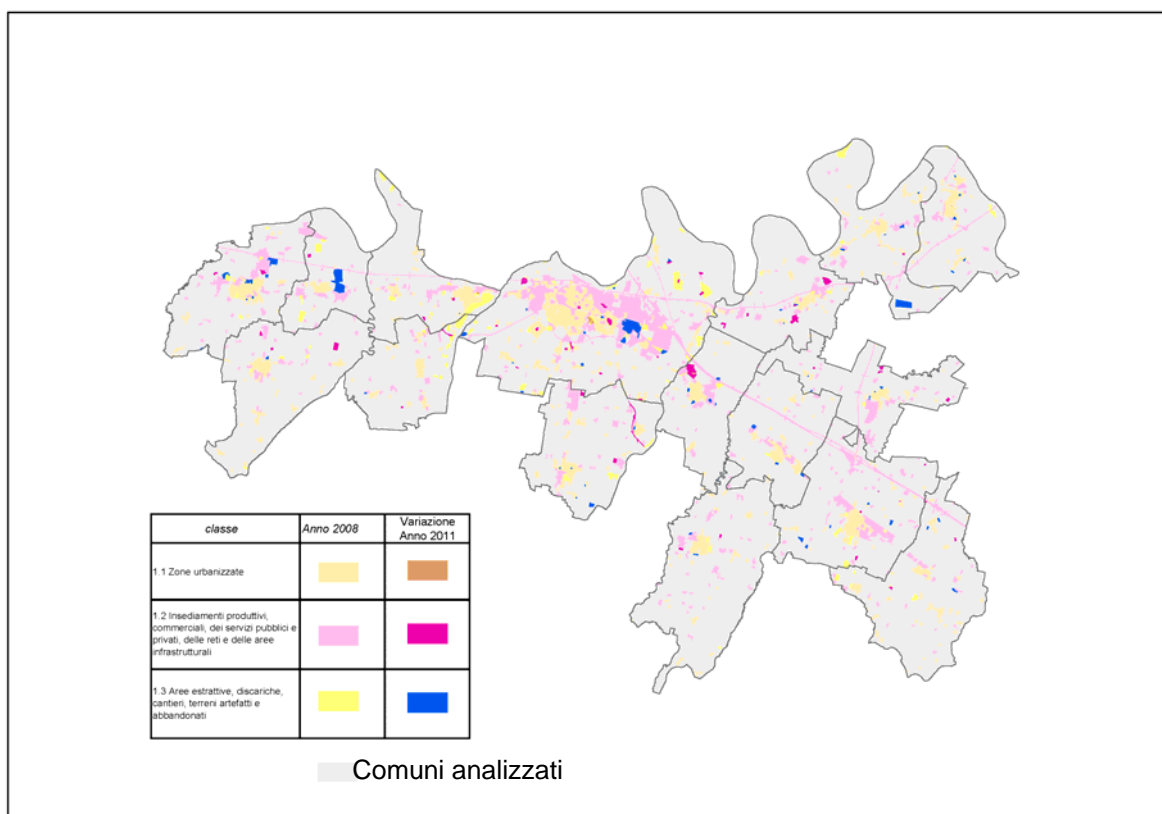 classe
Anno 2008
Variazione
Anno 2011
1.1 Zone urbanizzate
1.2 Insediamenti produttivi,
commerciali, dei servizi pubblici e
privati, delle reti e delle aree
infrastrutturali
1.3 Aree estrattive, discariche,
cantieri, terreni artefatti e
abbandonati
Comuni analizzati